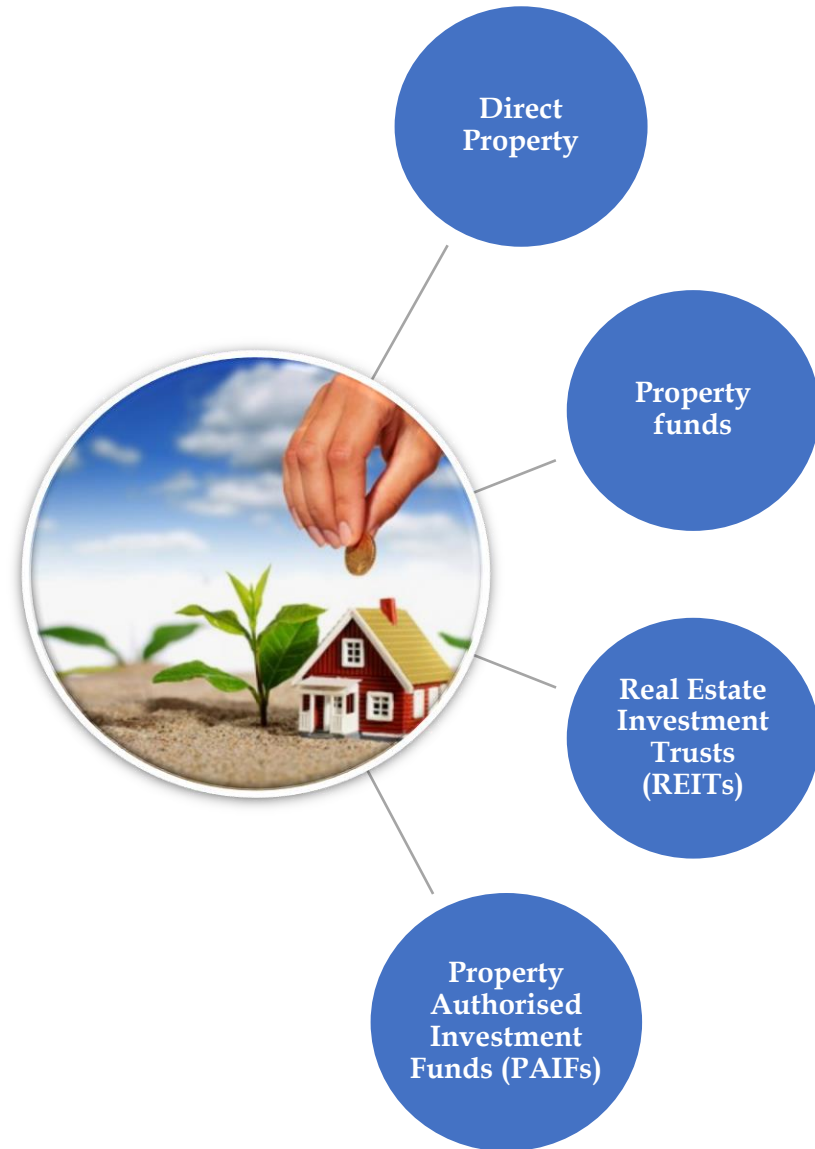 Direct
Property
Property
funds
Real Estate
Investment
Trusts
(REITs)
Property
Authorised
Investment
Funds (PAIFs)